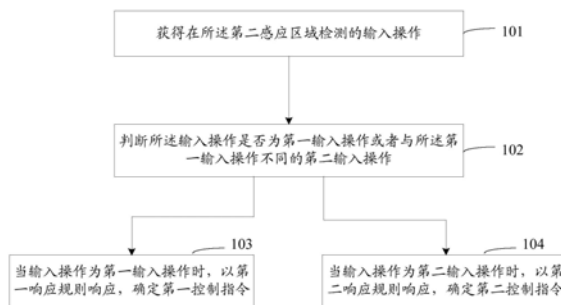 获得在所述第二感应区域检测的输入操作
101
判断所述输入操作是否为第一输入操作或者与所述第
一输入操作不同的第二输入操作
102
103
当输入操作为第一输入操作时，以第
一响应规则响应，确定第一控制指令
104
当输入操作为第二输入操作时，以第
二响应规则响应，确定第二控制指令